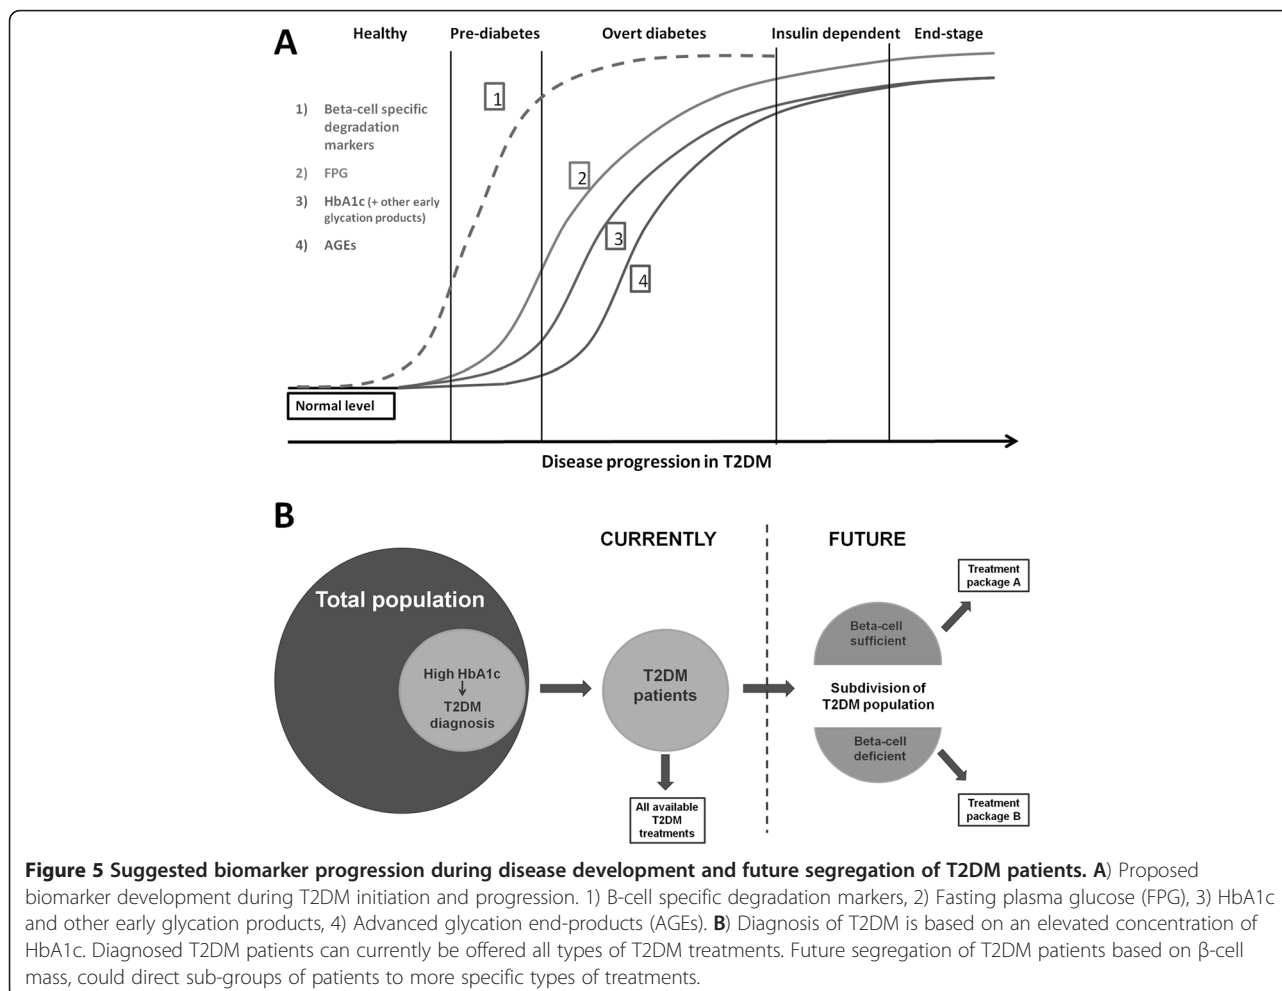 A
Healthy
Pre-diabetes
Overt diabetes
Insulin dependent
End-stage
1) Beta-cell specific
degradation
markers
2) FPG
3) HbA1c (+ other early
glycation products)
4) AGEs
1
2
3
4
Normal level
Disease progression in T2DM
B
CURRENTLY
FUTURE
Total population
High HbA1c
T2DM
diagnosis
T2DM
patients
All available
T2DM
treatments
Beta-cell
sufficient
Subdivision of
T2DM population
Beta-cell
deficient
Treatment
package A
Treatment
package B
Figure 5 Suggested biomarker progression during disease development and future segregation of T2DM patients. A) Proposed
biomarker development during T2DM initiation and progression. 1) B-cell specific degradation markers, 2) Fasting plasma glucose (FPG), 3) HbA1c
and other early glycation products, 4) Advanced glycation end-products (AGEs). B) Diagnosis of T2DM is based on an elevated concentration of
HbA1c. Diagnosed T2DM patients can currently be offered all types of T2DM treatments. Future segregation of T2DM patients based on β-cell
mass, could direct sub-groups of patients to more specific types of treatments.